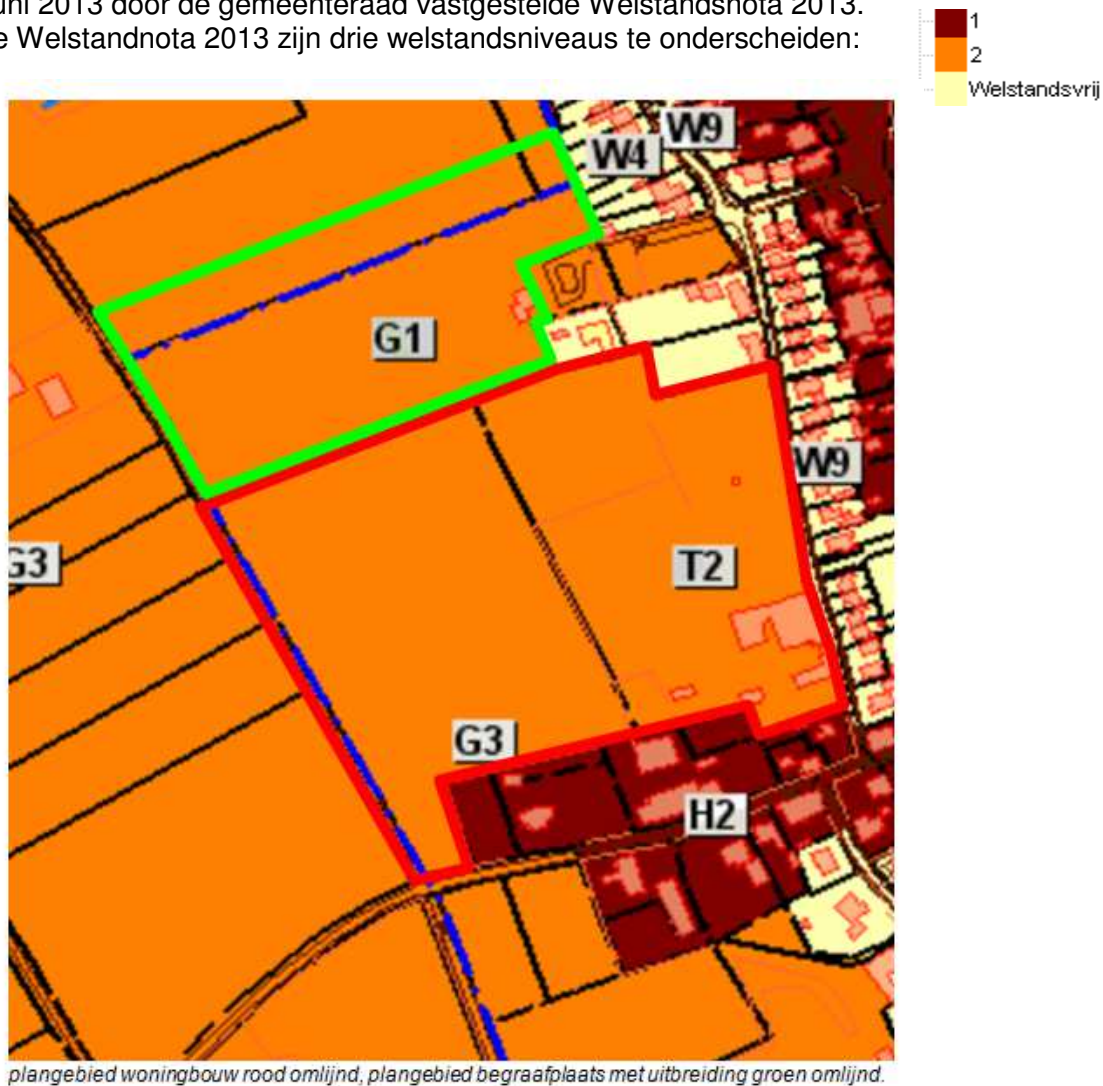 uni 2013 door de gemeenteraad vastgestelde Welstandsnota 2013.
e Welstandnota 2013 zijn drie welstandsniveaus te onderscheiden:
1
2
Welstandsvrij
W9
W4
G1
W9
G3
T2
G3
H2
plangebied woningbouw rood omlijnd, plangebied begraafplaats met uitbreiding groen omlijnd.